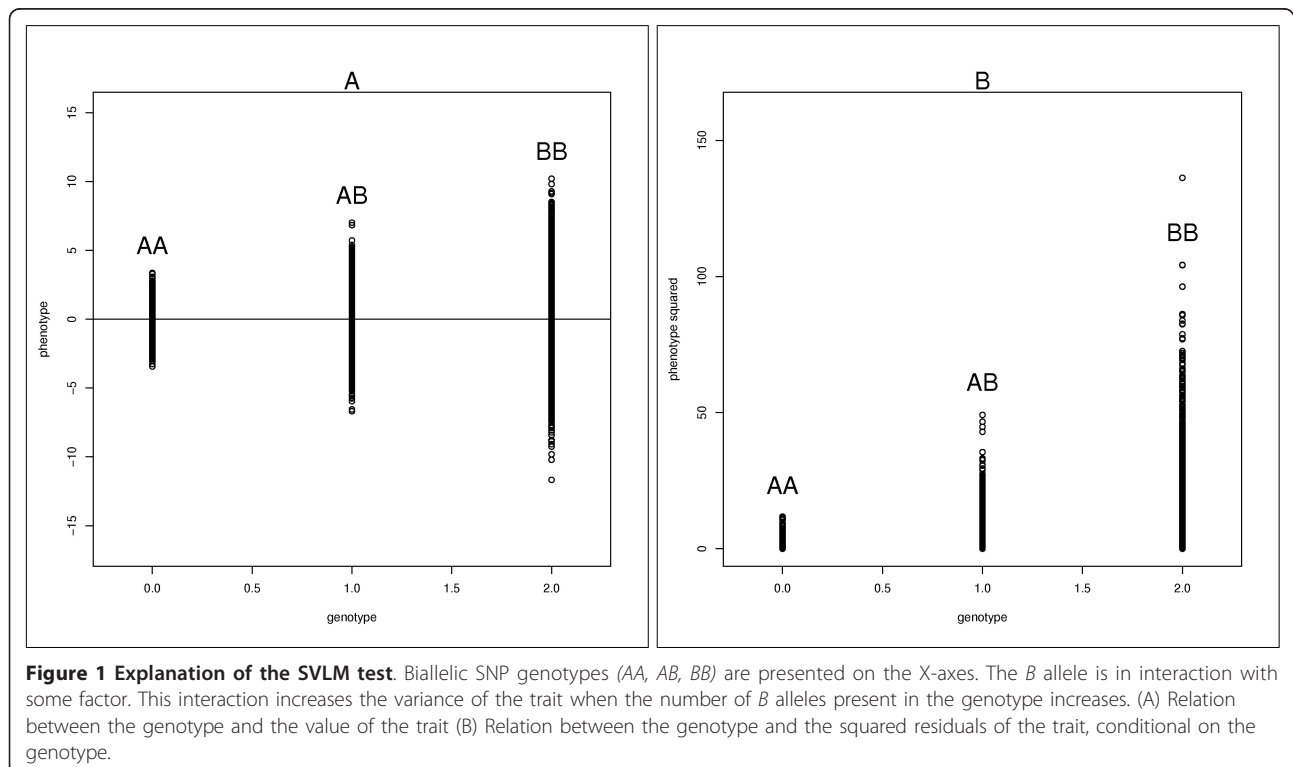 A
phenotype
15
10
5
0
−5
−10
−15
AA
AB
BB
0.0 0.5 1.0 1.5 2.0
genotype
B
phenotype squared
150
100
50
0
AA
AB
BB
0.0 0.5 1.0 1.5 2.0
genotype
Figure 1 Explanation of the SVLM test. Biallelic SNP genotypes (AA, AB, BB) are presented on the X-axes. The B allele is in interaction with
some factor. This interaction increases the variance of the trait when the number of B alleles present in the genotype increases. (A) Relation
between the genotype and the value of the trait (B) Relation between the genotype and the squared residuals of the trait, conditional on the
genotype.